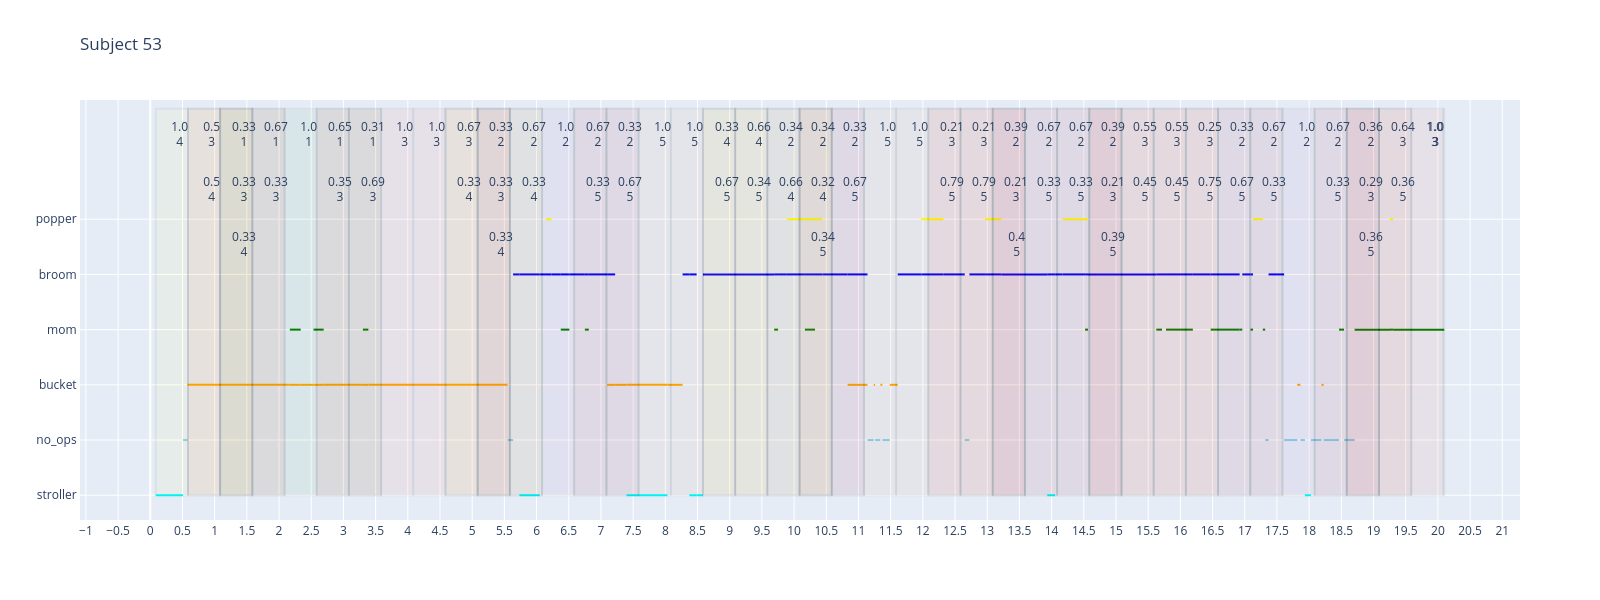 Subject 53
1.0 0.5 0.33 0.67 1.0 0.65 0.31 1.0 1.0 0.67 0.33 0.67 1.0 0.67 0.33 1.0 1.0 0.33 0.66 0.34 0.34 0.33 1.0 1.0 0.21 0.21 0.39 0.67 0.67 0.39 0.55 0.55 0.25 0.33 0.67 1.0 0.67 0.36 0.64 1.0
4 3 1 1 1 1 1 3 3 3 2 2 2 2 2 5 5 4 4 2 2 2 5 5 3 3 2 2 2 2 3 3 3 2 2 2 2 2 3 3
0.5 0.33 0.33 0.35 0.69 0.33 0.33 0.33 0.33 0.67 0.67 0.34 0.66 0.32 0.67 0.79 0.79 0.21 0.33 0.33 0.21 0.45 0.45 0.75 0.67 0.33 0.33 0.29 0.36
4 3 3 3 3 4 3 4 5 5 5 5 4 4 5 5 5 3 5 5 3 5 5 5 5 5 5 3 5
popper
0.33 0.33 0.34 0.4 0.39 0.36
4 4 5 5 5 5
broom
mom
bucket
no_ops
stroller
−1 −0.5 0 0.5 1 1.5 2 2.5 3 3.5 4 4.5 5 5.5 6 6.5 7 7.5 8 8.5 9 9.5 10 10.5 11 11.5 12 12.5 13 13.5 14 14.5 15 15.5 16 16.5 17 17.5 18 18.5 19 19.5 20 20.5 21